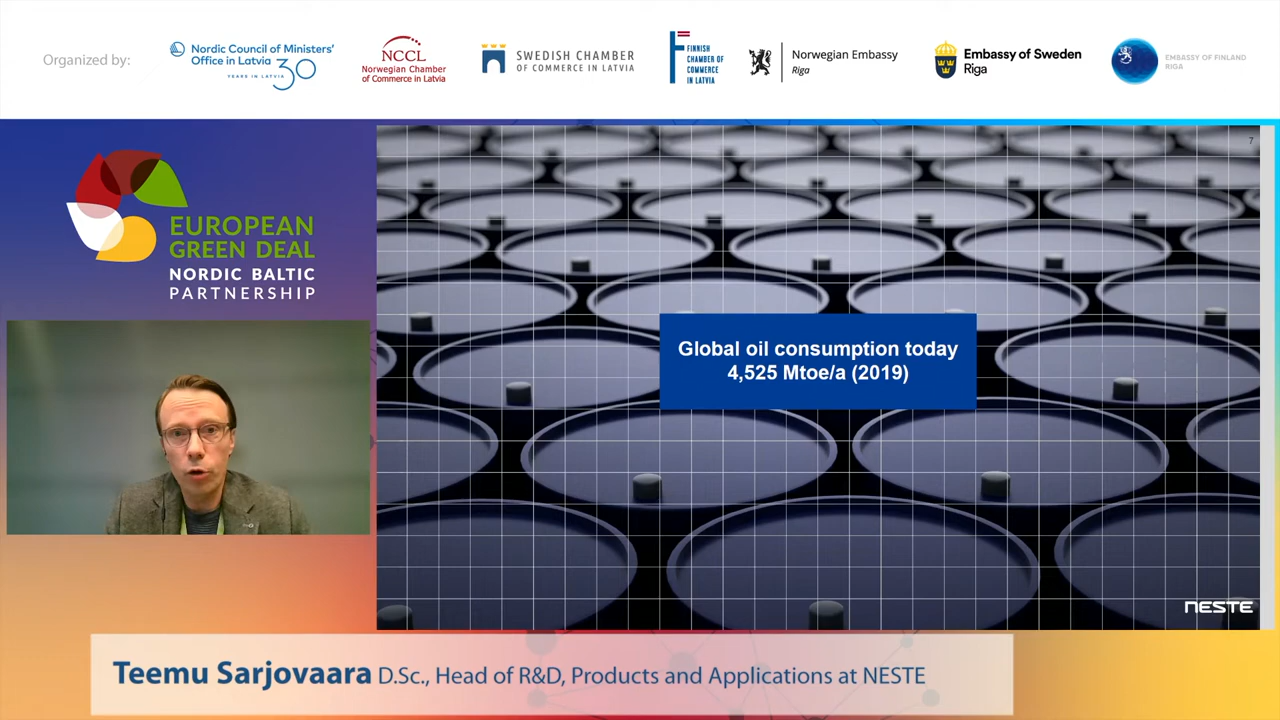 Organized by:
Nordic Council of Ministers'
Office in Latvia
YEARS IN LATVIA 30
NCCL
Norwegian Chamber
of Commerce in Latvia
SWEDISH CHAMBER
OF COMMERCE IN LATVIA
FINNISH
CHAMBER OF
COMMERCE
IN LATVIA
Norwegian Embassy
Riga
Embassy of Sweden
Riga
EMBASSY OF FINLAND
RIGA
EUROPEAN
GREEN DEAL
NORDIC BALTIC
PARTNERSHIP
7
Global oil consumption today
4,525 Mtoe/a (2019)
NESTE
Teemu Sarjovaara D.Sc., Head of R&D, Products and Applications at NESTE